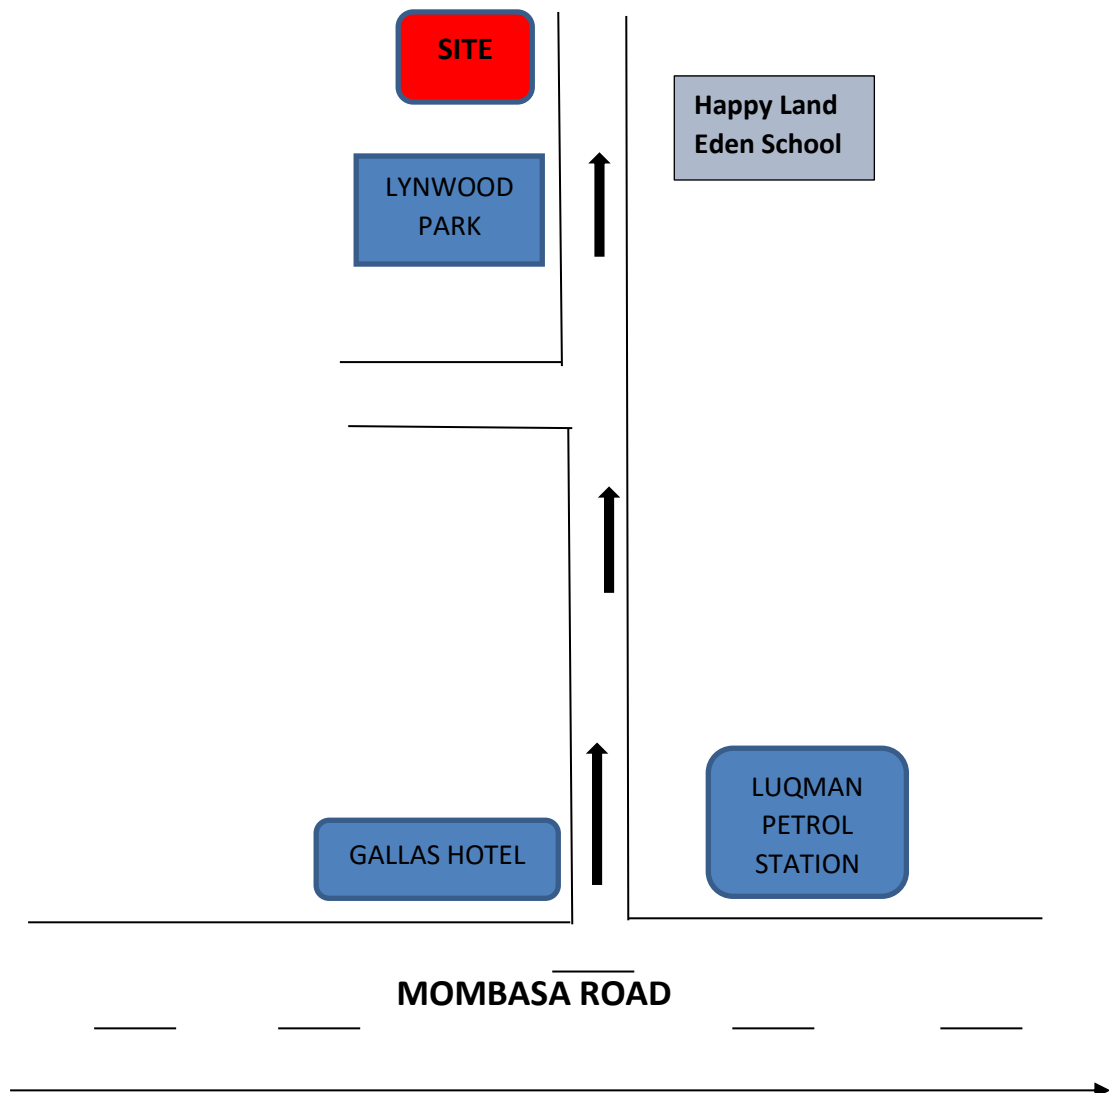 SITE
Happy Land
Eden School
LYNWOOD
PARK
LUQMAN
PETROL
STATION
GALLAS HOTEL
MOMBASA ROAD